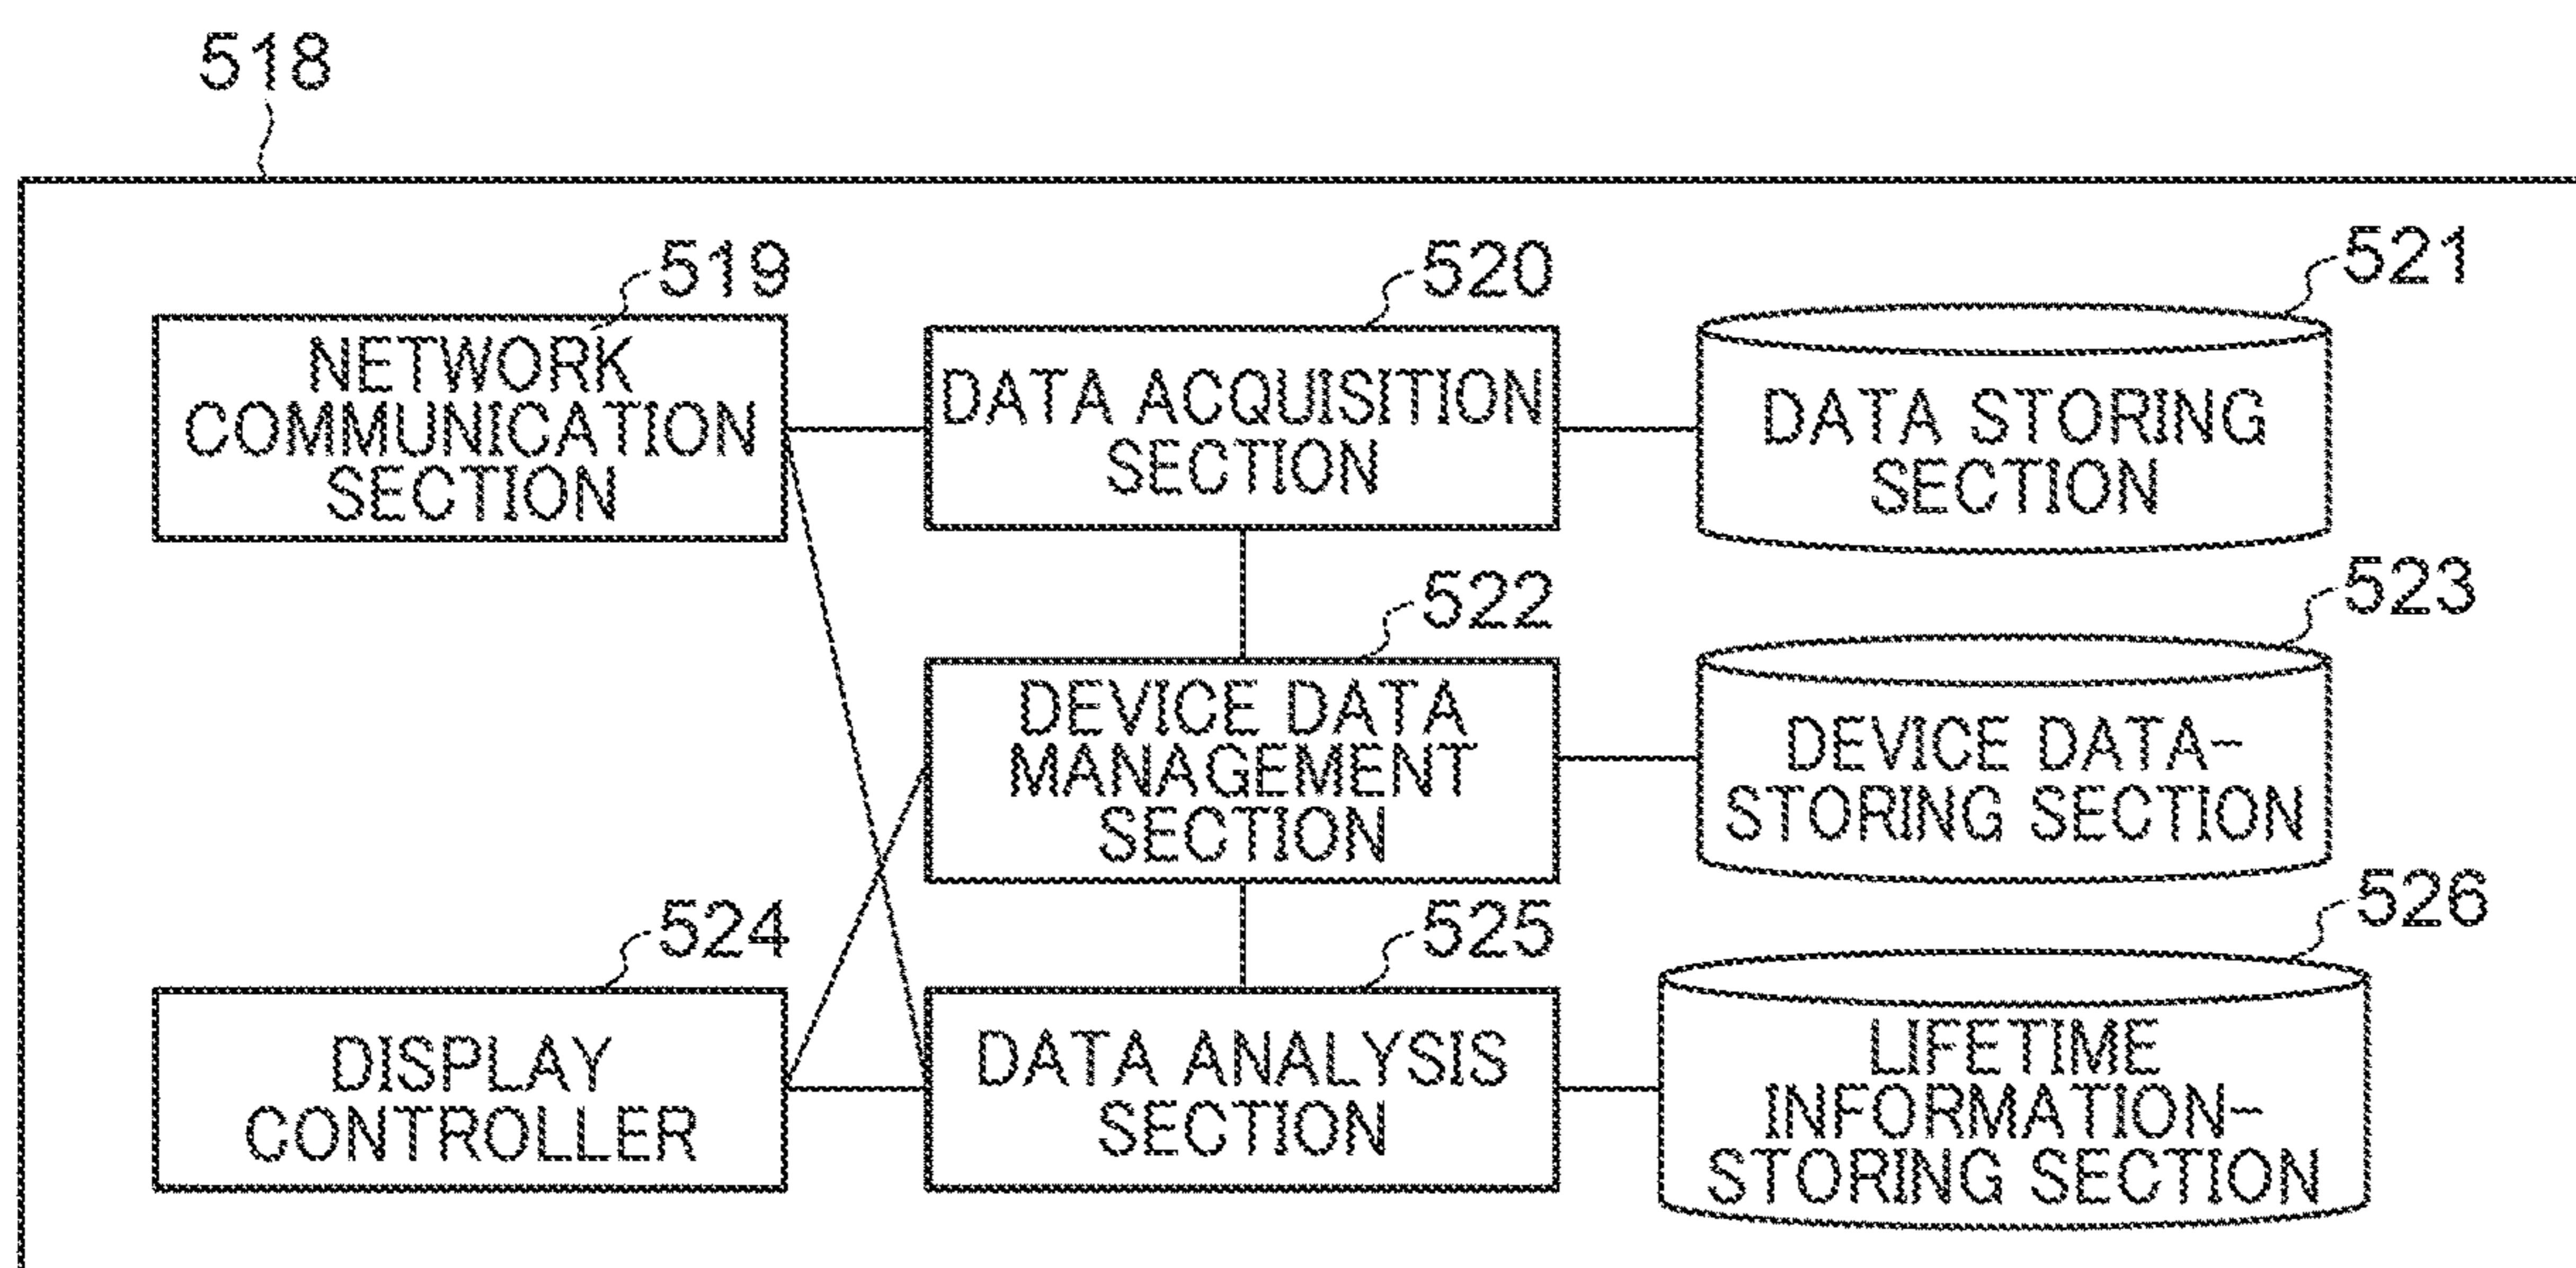 518
519
NETWORK
COMMUNICATION
SECTION
520
DATA ACQUISITION
SECTION
521
DATA STORING
SECTION
522
DEVICE DATA
MANAGEMENT
SECTION
523
DEVICE DATA-
STORING SECTION
524
DISPLAY
CONTROLLER
525
DATA ANALYSIS
SECTION
526
LIFETIME
INFORMATION-
STORING SECTION